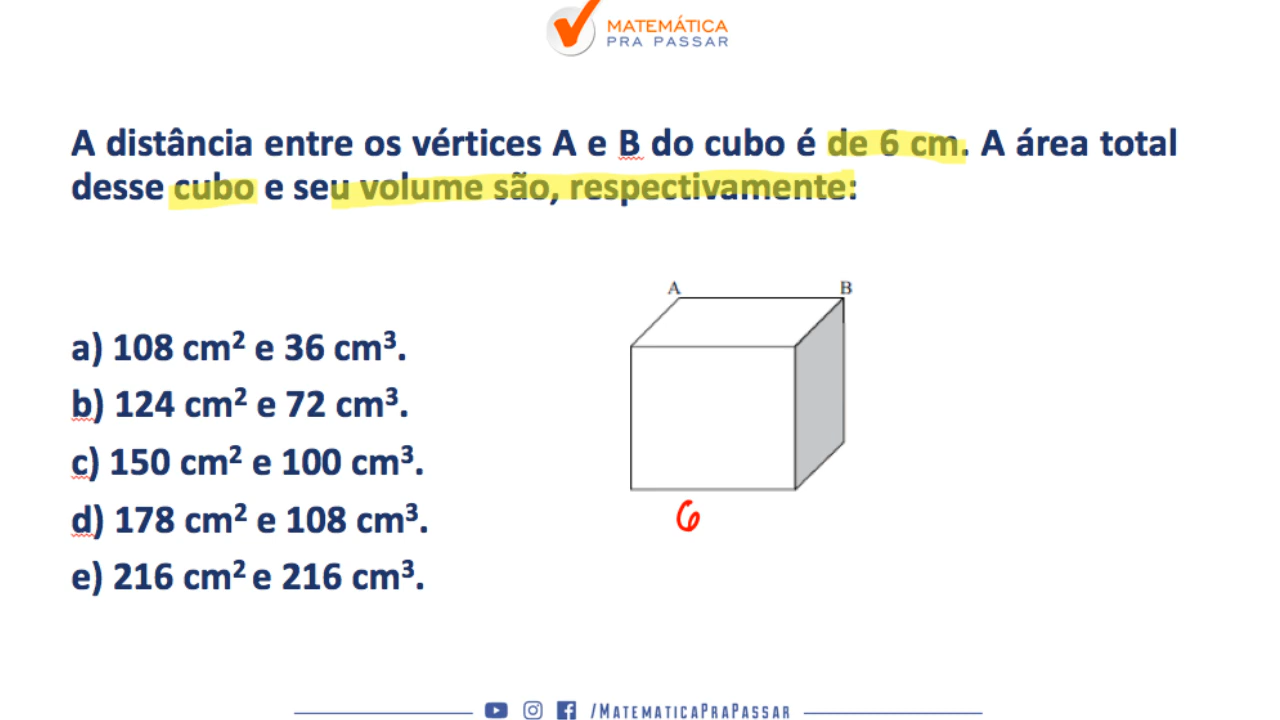 MATEMÁTICA
PRA PASSAR
A distância entre os vértices A e B do cubo é de 6 cm. A área total
desse cubo e seu volume são, respectivamente:
A B
a) 108 cm² e 36 cm³.
b) 124 cm² e 72 cm³.
c) 150 cm² e 100 cm³.
d) 178 cm² e 108 cm³.
e) 216 cm² e 216 cm³.
6
/MATEMATICAPRAPASSAR